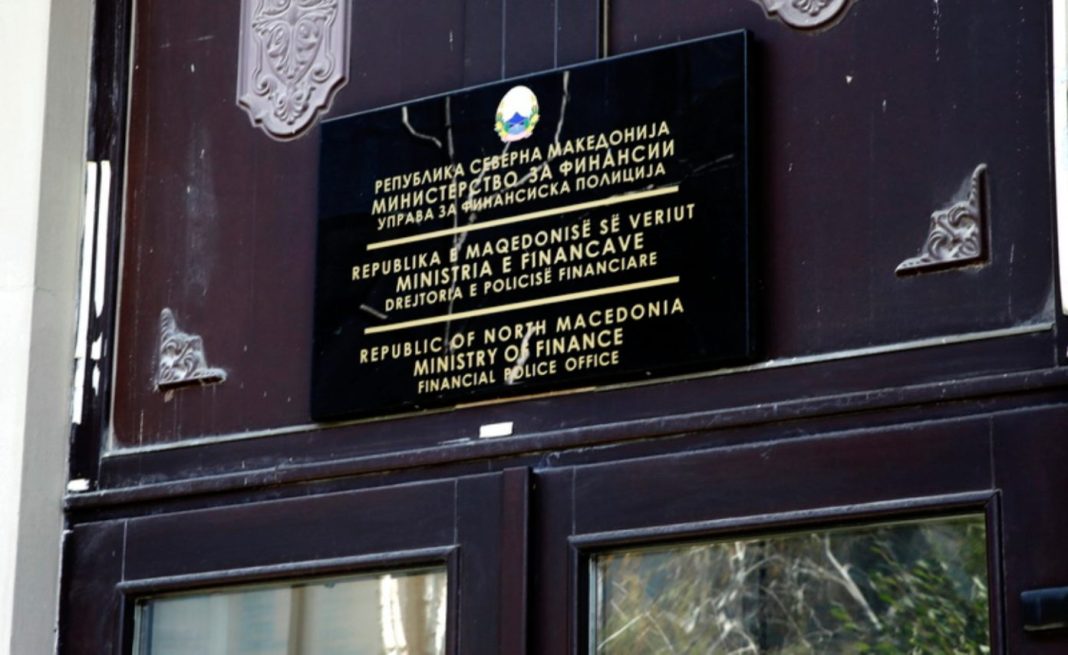 РЕПУБЛИКА СЕВЕРНА МАКЕДОНИЈА
МИНИСТЕРСТВО ЗА ФИНАНСИИ
УПРАВА ЗА ФИНАНСИСКА ПОЛИЦИЈА
REPUBLIKA E MAQEDONISË SË VERIUT
MINISTRIA E FINANCAVE
DREJTORIA E POLICISË FINANCIARE
REPUBLIC OF NORTH MACEDONIA
MINISTRY OF FINANCE
FINANCIAL POLICE OFFICE